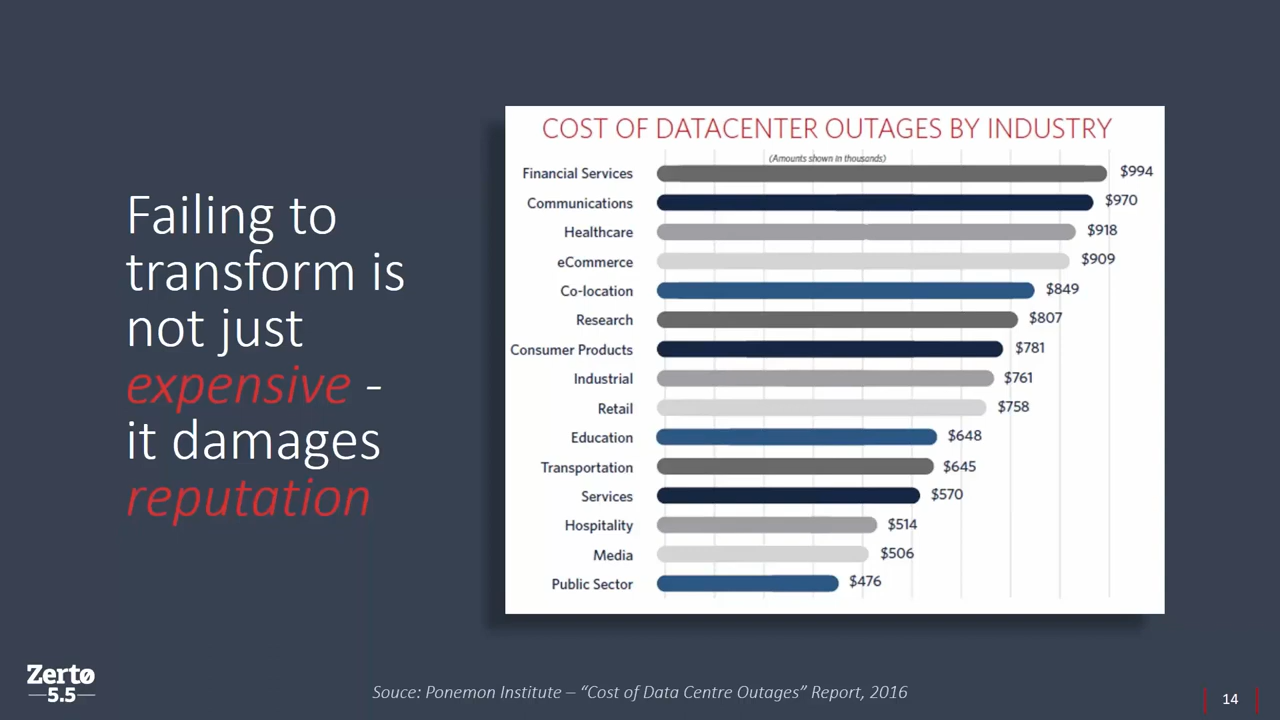 Failing to
transform is
not just
expensive -
it damages
reputation
COST OF DATACENTER OUTAGES BY INDUSTRY
(Amounts shown in thousands)
Financial Services $994
Communications $970
Healthcare $918
eCommerce $909
Co-location $849
Research $807
Consumer Products $781
Industrial $761
Retail $758
Education $648
Transportation $645
Services $570
Hospitality $514
Media $506
Public Sector $476
Zerto
5.5
Souce: Ponemon Institute – “Cost of Data Centre Outages” Report, 2016
14